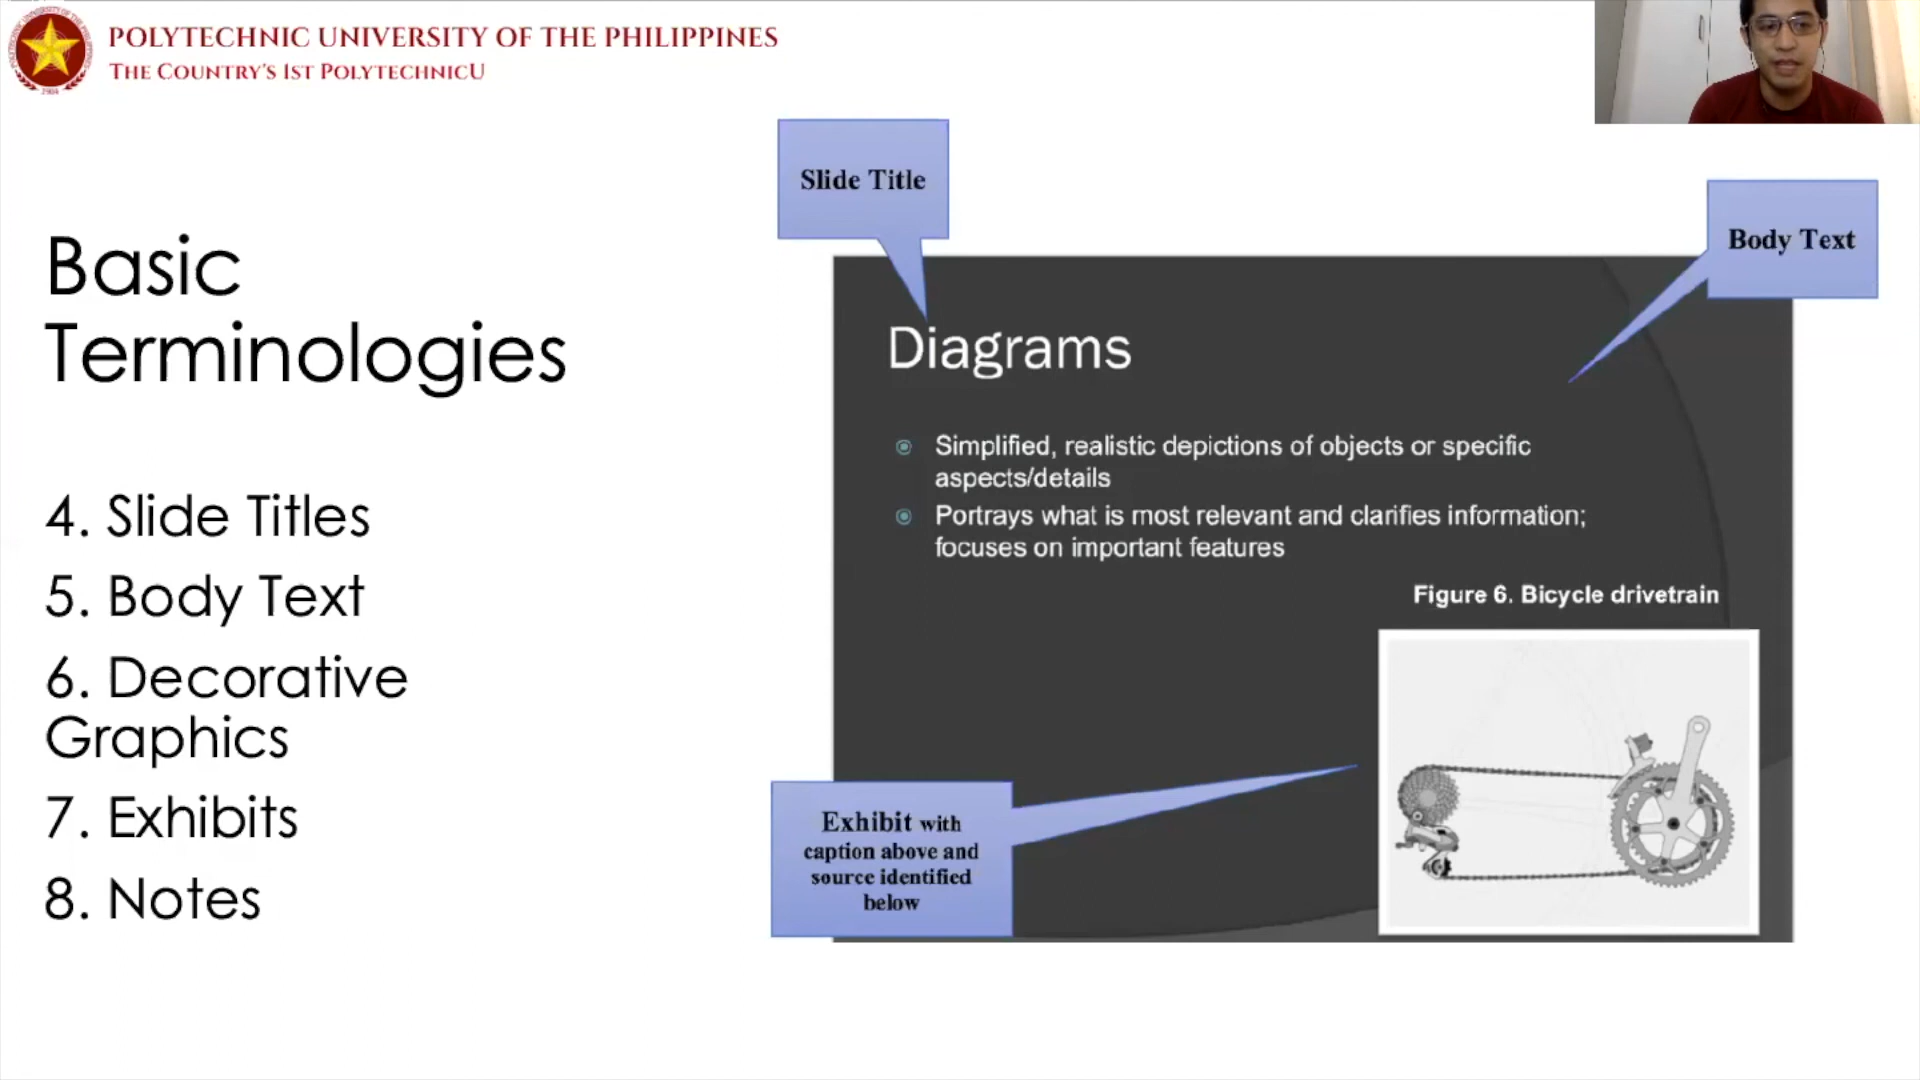 POLYTECHNIC UNIVERSITY OF THE PHILIPPINES
THE COUNTRY'S 1ST POLYTECHNICU
1904
Basic
Terminologies
4. Slide Titles
5. Body Text
6. Decorative
Graphics
7. Exhibits
8. Notes
Slide Title
Body Text
Diagrams
Simplified, realistic depictions of objects or specific
aspects/details
Portrays what is most relevant and clarifies information;
focuses on important features
Figure 6. Bicycle drivetrain
Exhibit with
caption above and
source identified
below